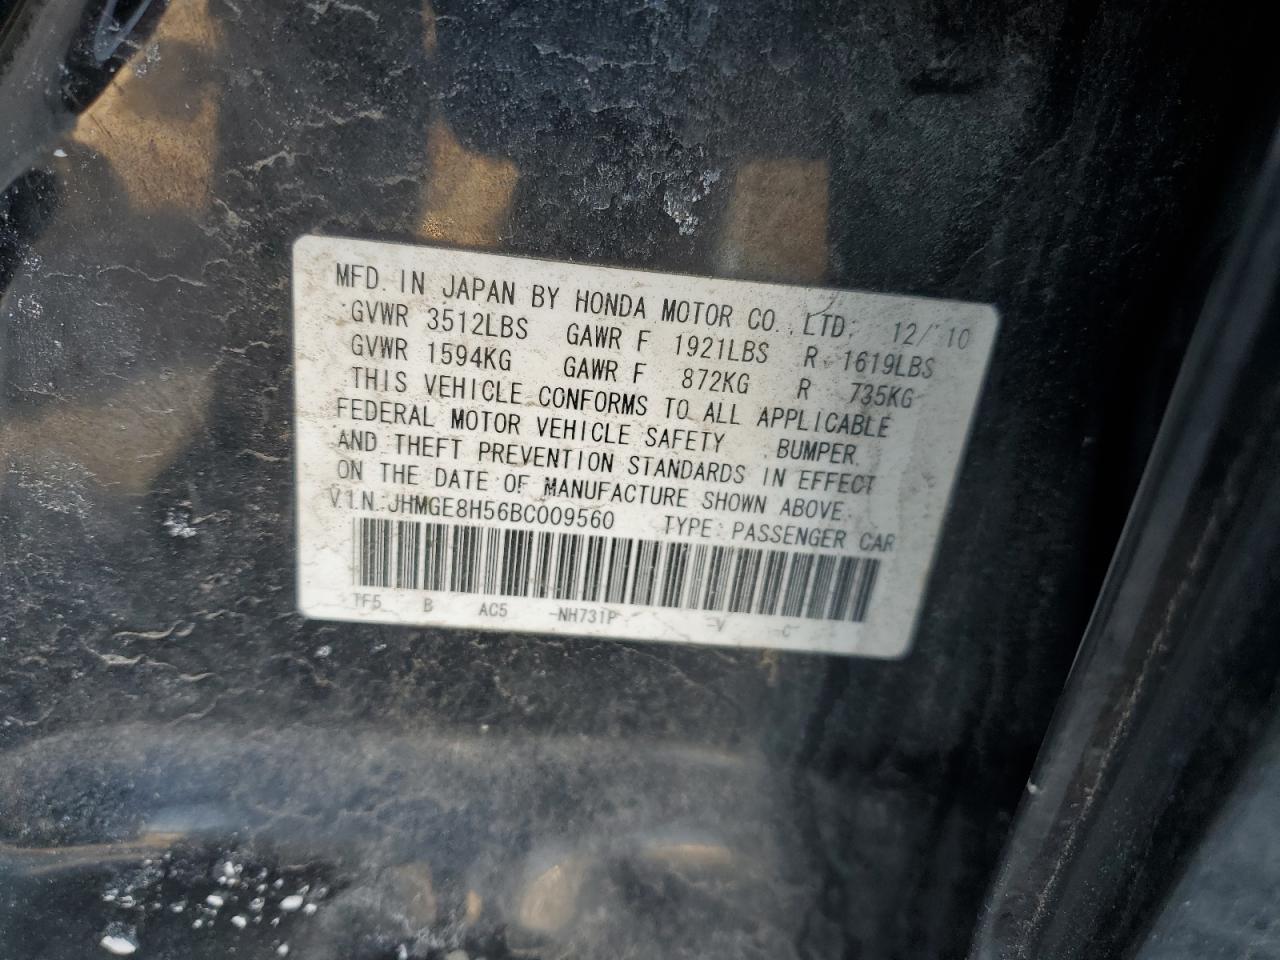 MFD. IN JAPAN BY HONDA MOTOR CO., LTD. 12/'10
GVWR 3512LBS GAWR F 1921LBS R 1619LBS
GVWR 1594KG GAWR F 872KG R 735KG
THIS VEHICLE CONFORMS TO ALL APPLICABLE
FEDERAL MOTOR VEHICLE SAFETY, BUMPER,
AND THEFT PREVENTION STANDARDS IN EFFECT
ON THE DATE OF MANUFACTURE SHOWN ABOVE.
V.I.N. JHMGE8H56BC009560 TYPE: PASSENGER CAR
TF5 B AC5 -NH731P -V -C